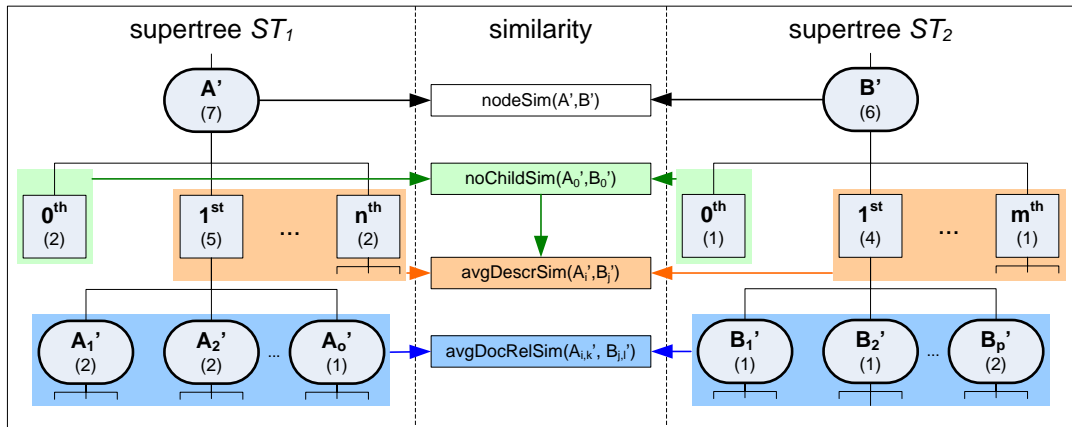 supertree ST₁
similarity
supertree ST₂
A'
(7)
nodeSim(A',B')
B'
(6)
noChildSim(A₀',B₀')
0ᵗʰ
(2)
1ˢᵗ
(5)
...
nᵗʰ
(2)
0ᵗʰ
(1)
1ˢᵗ
(4)
...
mᵗʰ
(1)
avgDescrSim(Aᵢ',Bⱼ')
A₁'
(2)
A₂'
(2)
...
Aₒ'
(1)
avgDocRelSim(Aᵢ,ₖ', Bⱼ,ₗ')
B₁'
(1)
B₂'
(1)
...
Bₚ'
(2)